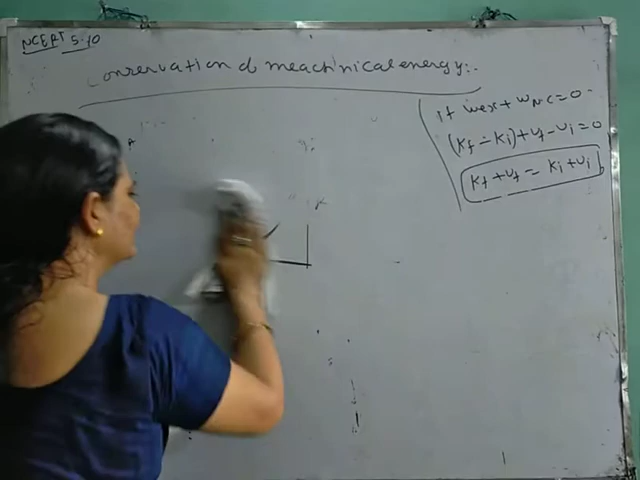 NCERT 5.10
Conservation of meachinical energy:-
If Wext + WNC = 0
(Kf - Ki) + Uf - Ui = 0
Kf + Uf = Ki + Ui